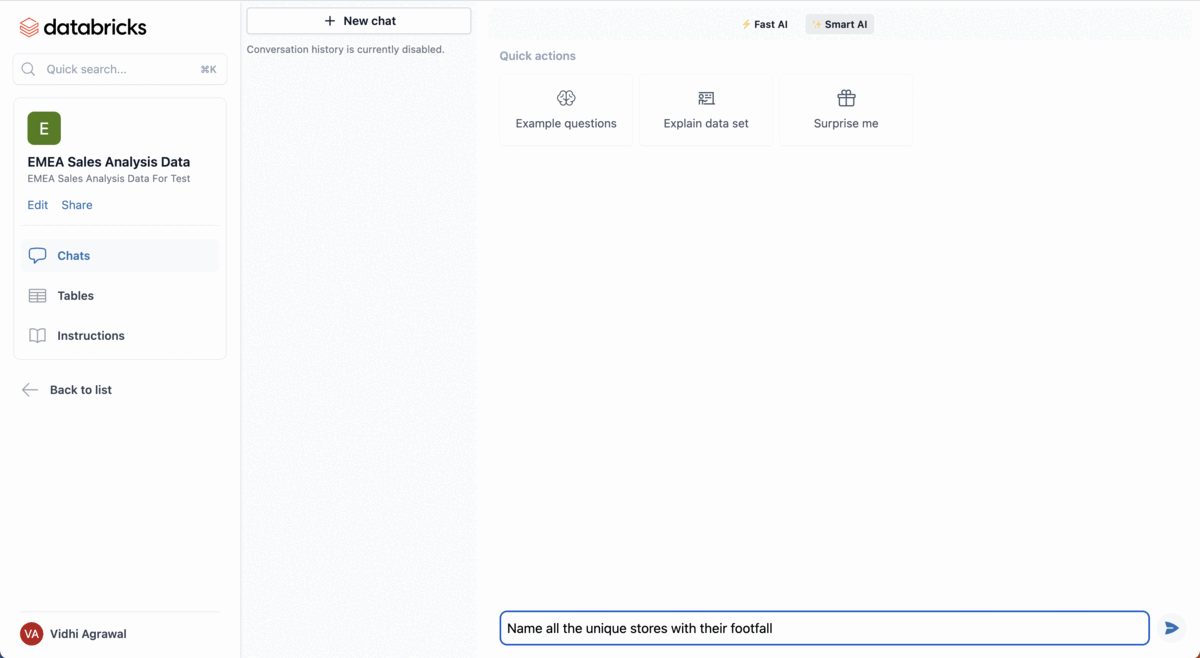 databricks
Quick search...
⌘K
E
EMEA Sales Analysis Data
EMEA Sales Analysis Data For Test
Edit Share
Chats
Tables
Instructions
Back to list
VA Vidhi Agrawal
+ New chat
Conversation history is currently disabled.
⚡ Fast AI
✨ Smart AI
Quick actions
Example questions
Explain data set
Surprise me
Name all the unique stores with their footfall